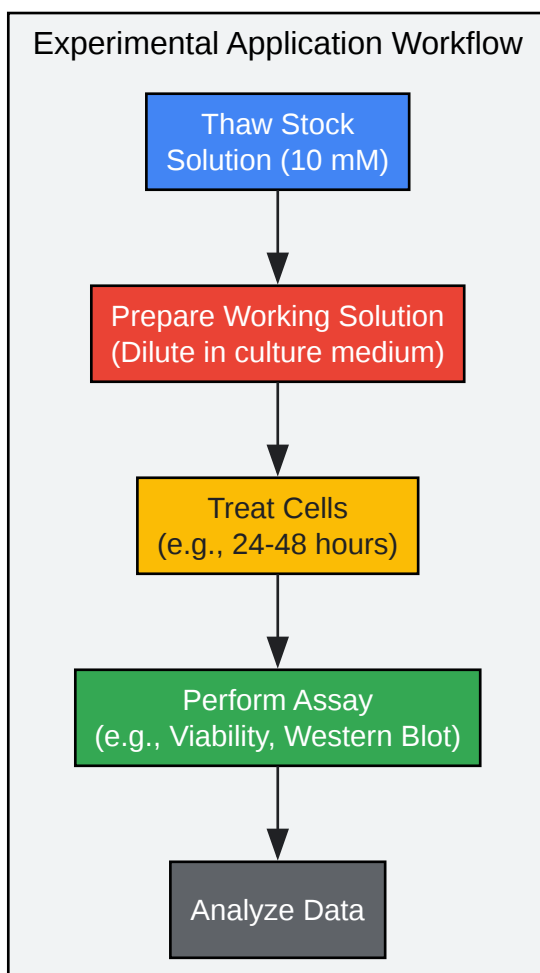 Experimental Application Workflow
Thaw Stock
Solution (10 mM)
Prepare Working Solution
(Dilute in culture medium)
Treat Cells
(e.g., 24-48 hours)
Perform Assay
(e.g., Viability, Western Blot)
Analyze Data